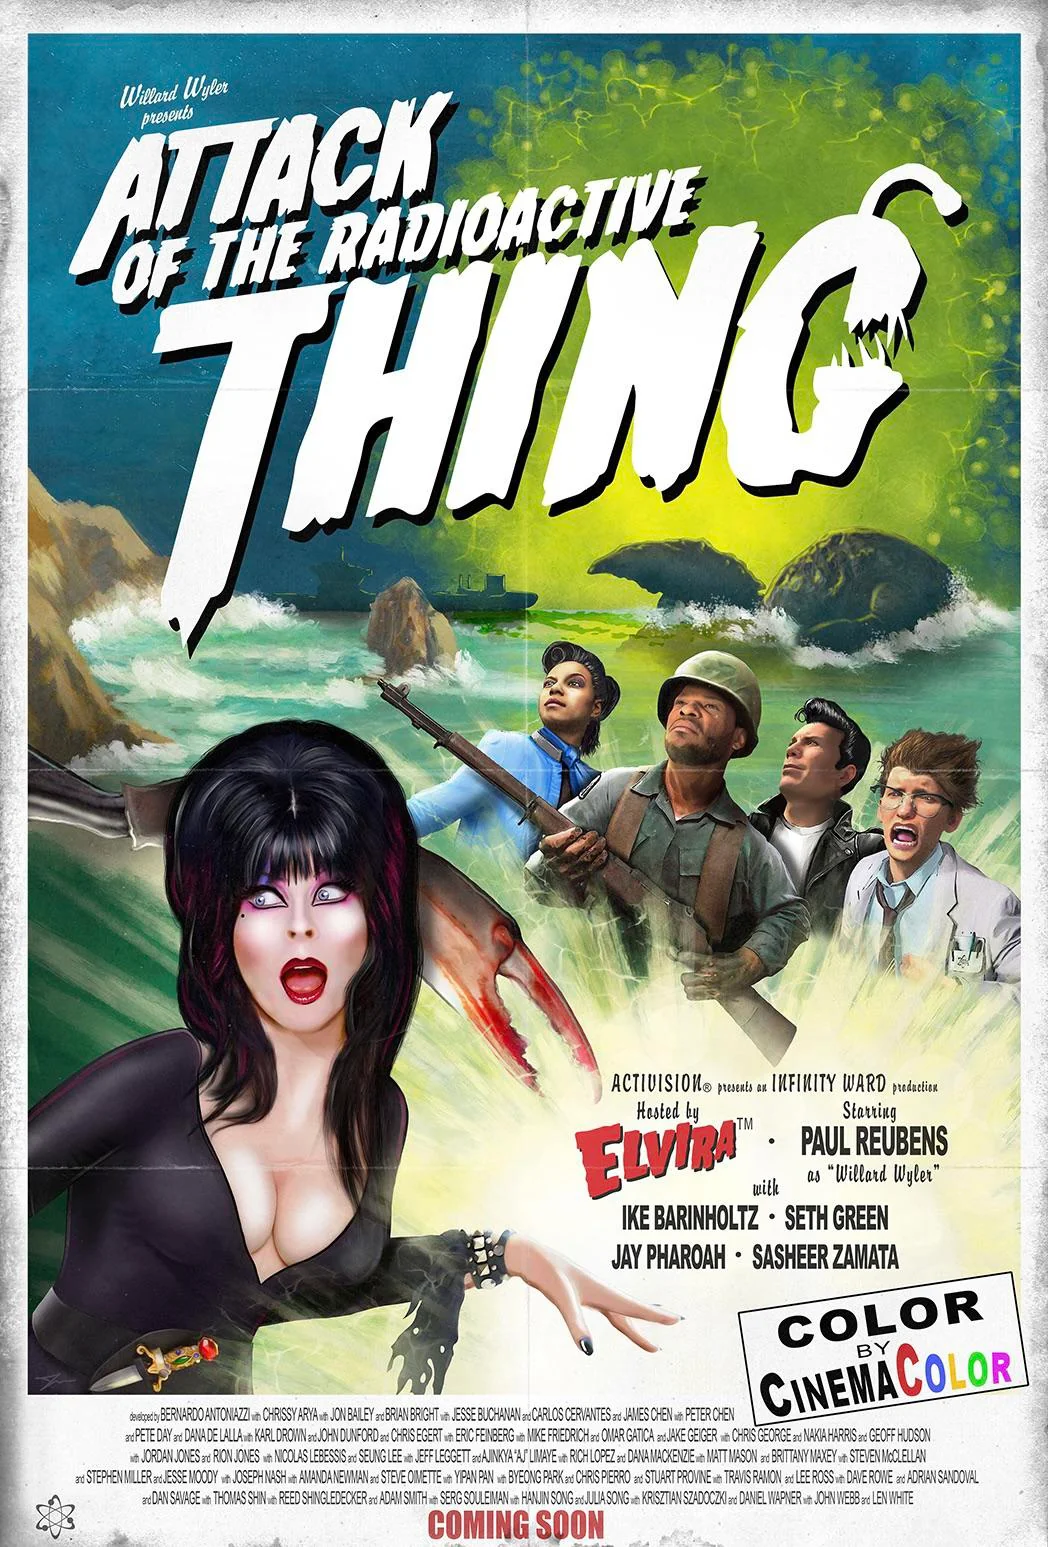 Willard Wyler
presents
ATTACK
OF THE RADIOACTIVE
THING
ACTIVISION® presents an INFINITY WARD production
Hosted by
ELVIRA™
Starring
PAUL REUBENS
as "Willard Wyler"
with
IKE BARINHOLTZ • SETH GREEN
JAY PHAROAH • SASHEER ZAMATA
COLOR
BY
CINEMACOLOR
developed by BERNARDO ANTONIAZZI with CHRISSY ARYA with JON BAILEY and BRIAN BRIGHT with JESSE BUCHANAN and CARLOS CERVANTES and JAMES CHEN with PETER CHEN
and PETE DAY and DANA DE LALLA with KARL DROWN and JOHN DUNFORD and CHRIS EGERT with ERIC FEINBERG with MIKE FRIEDRICH and OMAR GATICA with JAKE GEIGER with CHRIS GEORGE and NAKIA HARRIS and GEOFF HUDSON
with JORDAN JONES and RION JONES with NICOLAS LEBESSIS and SEUNG LEE with JEFF LEGGETT and AJINKYA "AJ" LIMAYE with RICH LOPEZ and DANA MACKENZIE with MATT MASON and BRITTANY MAXEY with STEVEN McCLELLAN
and STEPHEN MILLER and JESSE MOODY with JOSEPH NASH with AMANDA NEWMAN and STEVE OIMETTE with YIPAN PAN with BYEONG PARK and CHRIS PIERRO and STUART PROVINE with TRAVIS RAMON and LEE ROSS with DAVE ROWE and ADRIAN SANDOVAL
and DAN SAVAGE with THOMAS SHIN with REED SHINGLEDECKER and ADAM SMITH with SERG SOULEIMAN with HANJIN SONG and JULIA SONG with KRISZTIAN SZADOCZKI and DANIEL WAPNER with JOHN WEBB and LEN WHITE
COMING SOON